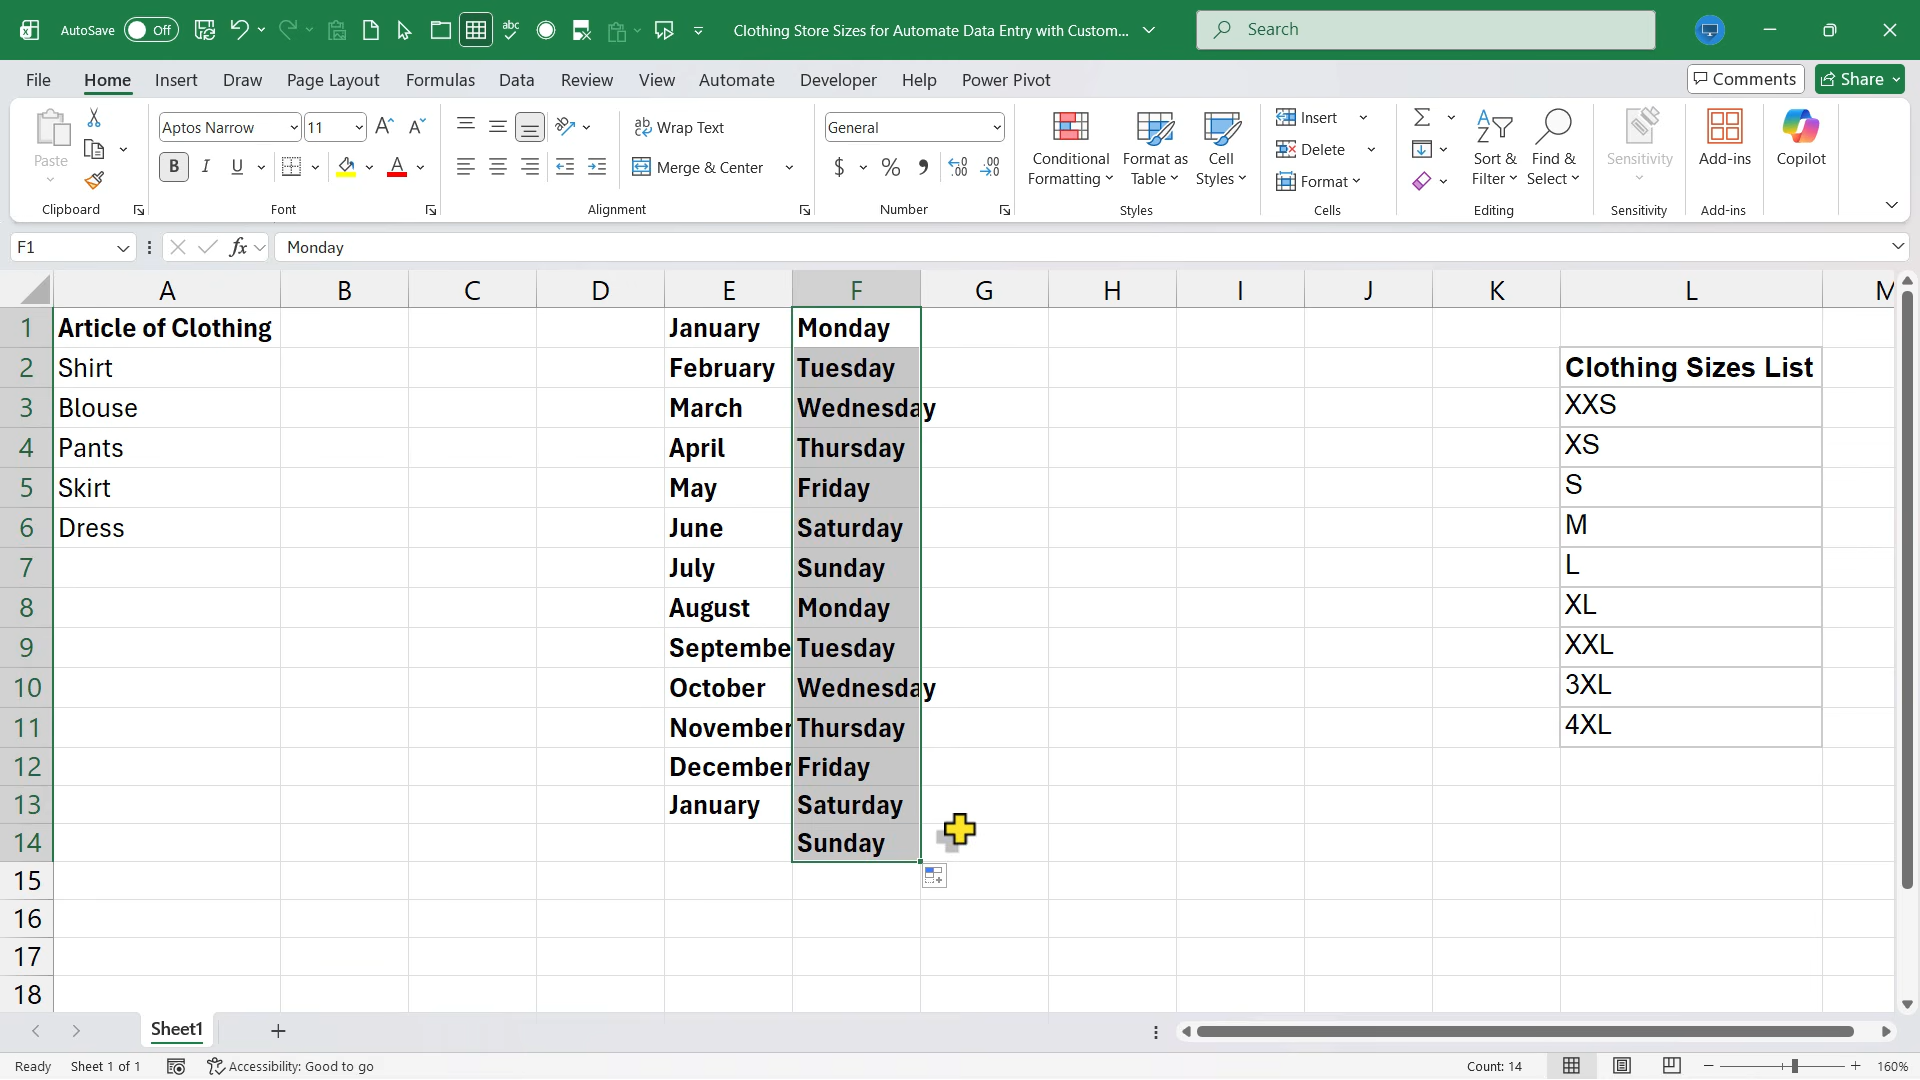 AutoSave Off abc Clothing Store Sizes for Automate Data Entry with Custom... Search
File Home Insert Draw Page Layout Formulas Data Review View Automate Developer Help Power Pivot Comments Share
Paste
Clipboard
Aptos Narrow 11
B I U A
Font
Wrap Text
Merge & Center
Alignment
General
$ % 
Number
Conditional Formatting
Format as Table
Cell Styles
Styles
Insert
Delete
Format
Cells
Sort & Filter
Find & Select
Editing
Sensitivity
Sensitivity
Add-ins
Add-ins
Copilot
F1 fx Monday
A B C D E F G H I J K L M
1 Article of Clothing January Monday
2 Shirt February Tuesday Clothing Sizes List
3 Blouse March Wednesday XXS
4 Pants April Thursday XS
5 Skirt May Friday S
6 Dress June Saturday M
7 July Sunday L
8 August Monday XL
9 Septembe Tuesday XXL
10 October Wednesday 3XL
11 November Thursday 4XL
12 December Friday
13 January Saturday
14 Sunday
15
16
17
18
Sheet1
Ready Sheet 1 of 1 Accessibility: Good to go Count: 14 160%